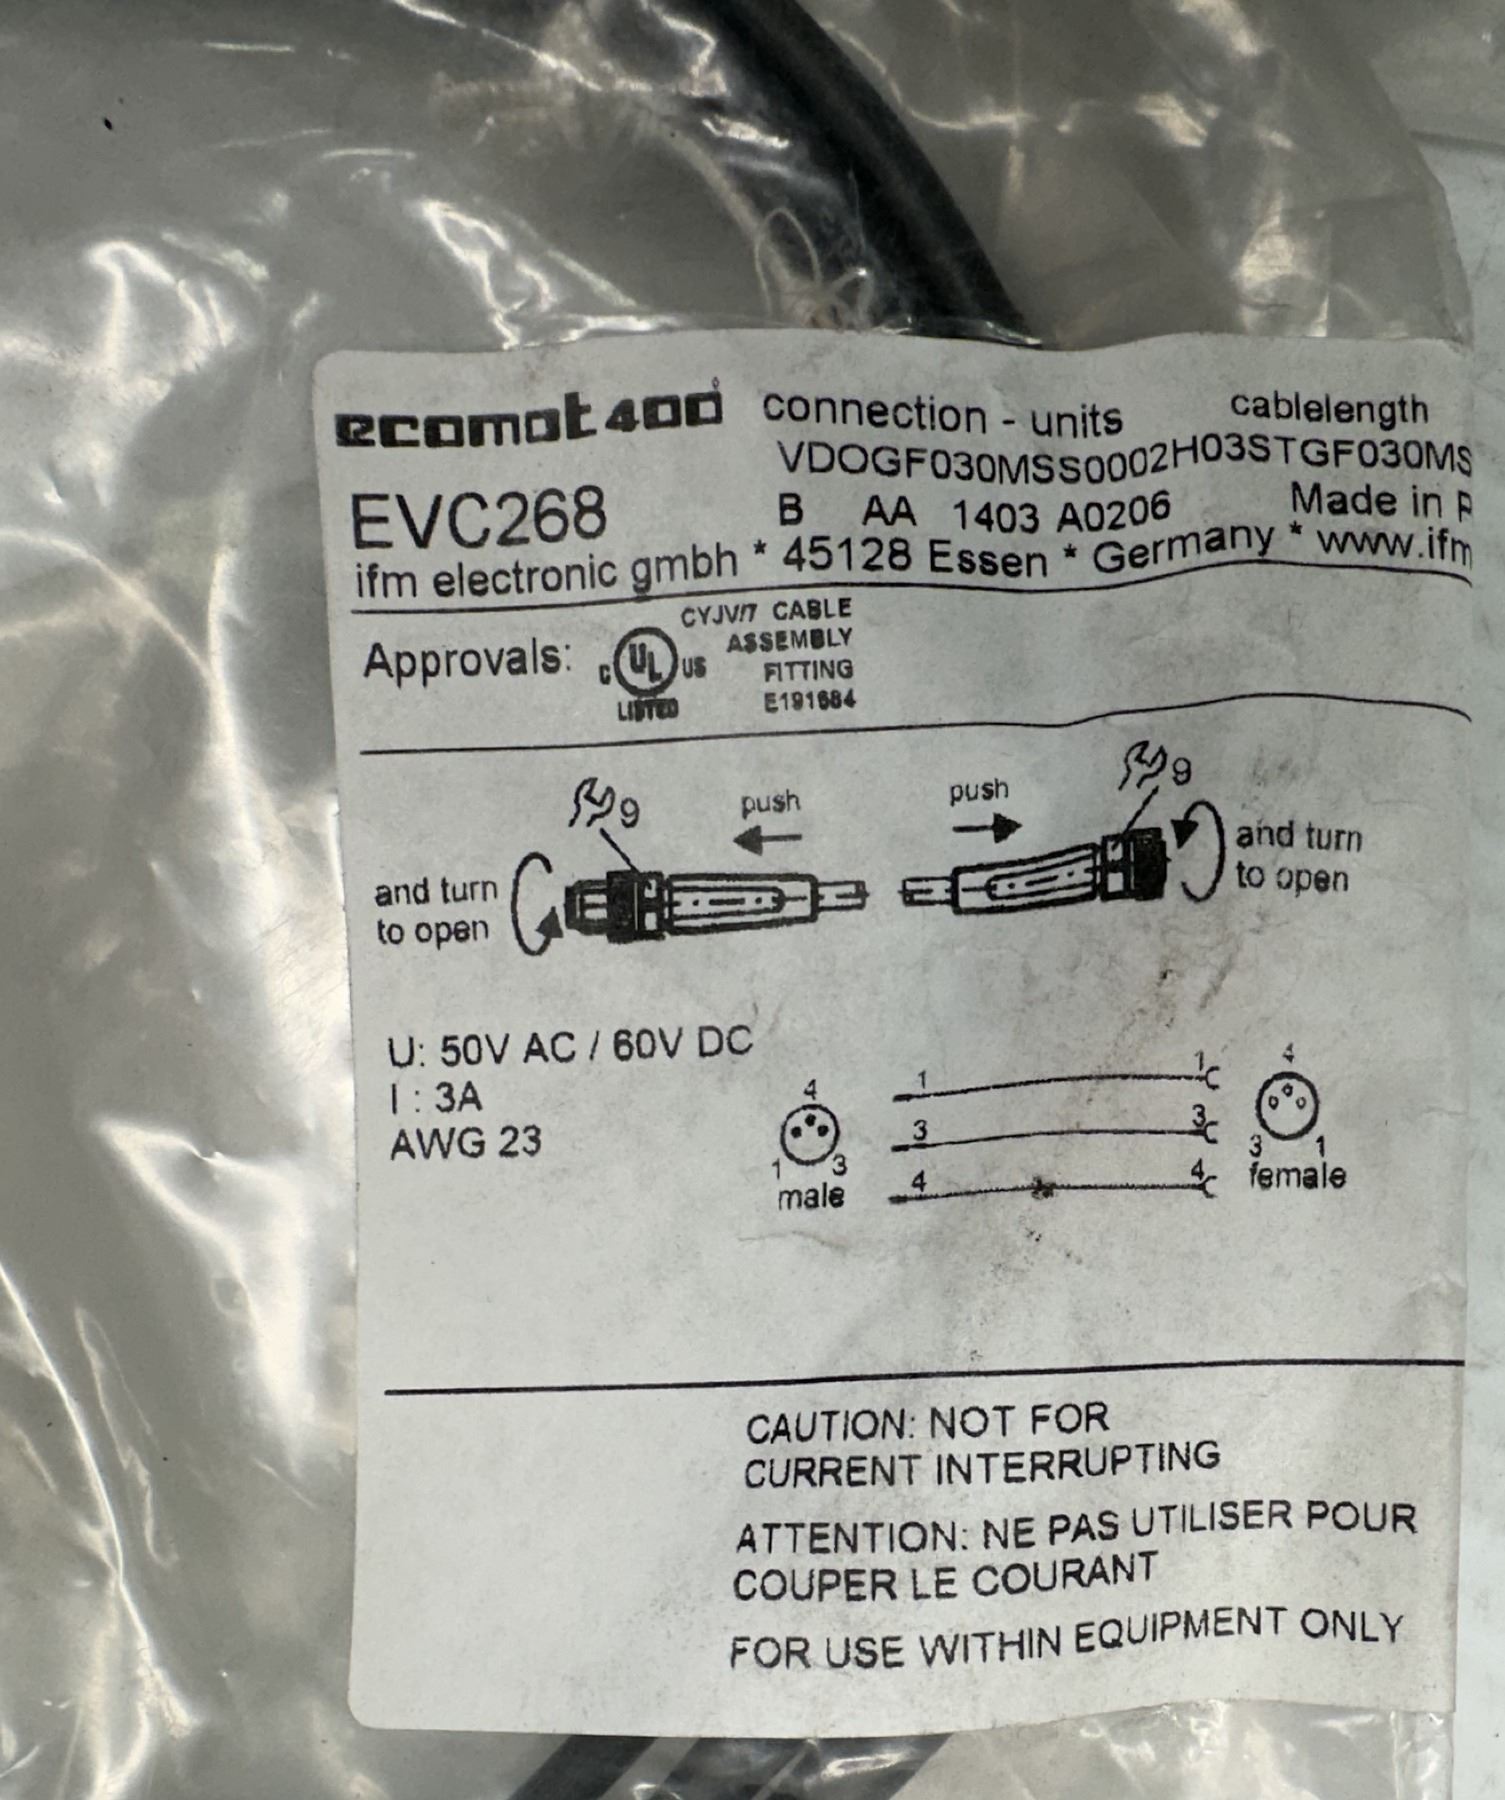 ecomat400 connection - units cablelength
VDOGF030MSS0002H03STGF030MS
EVC268 B AA 1403 A0206 Made in
ifm electronic gmbh * 45128 Essen * Germany * www.ifm
Approvals: C UL US LISTED
CYJV/7 CABLE
ASSEMBLY
FITTING
E191684
9 push push 9
and turn
to open
and turn
to open
U: 50V AC / 60V DC
I : 3A
AWG 23
4
1 3
male
1 1
3 3
4 4
4
3 1
female
CAUTION: NOT FOR
CURRENT INTERRUPTING
ATTENTION: NE PAS UTILISER POUR
COUPER LE COURANT
FOR USE WITHIN EQUIPMENT ONLY